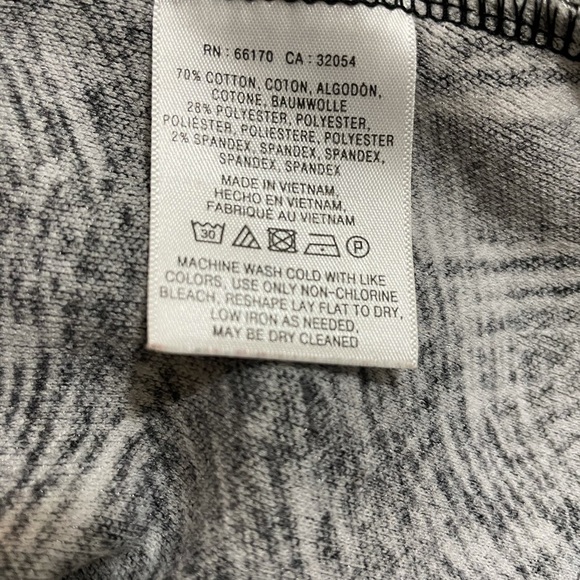 RN : 66170 CA : 32054
70% COTTON, COTON, ALGODÓN,
COTONE, BAUMWOLLE
28% POLYESTER, POLYESTER,
POLIÉSTER, POLIESTERE, POLYESTER
2% SPANDEX, SPANDEX, SPANDEX,
SPANDEX, SPANDEX
MADE IN VIETNAM,
HECHO EN VIETNAM,
FABRIQUÉ AU VIETNAM
30 P
MACHINE WASH COLD WITH LIKE
COLORS, USE ONLY NON-CHLORINE
BLEACH, RESHAPE LAY FLAT TO DRY,
LOW IRON AS NEEDED,
MAY BE DRY CLEANED